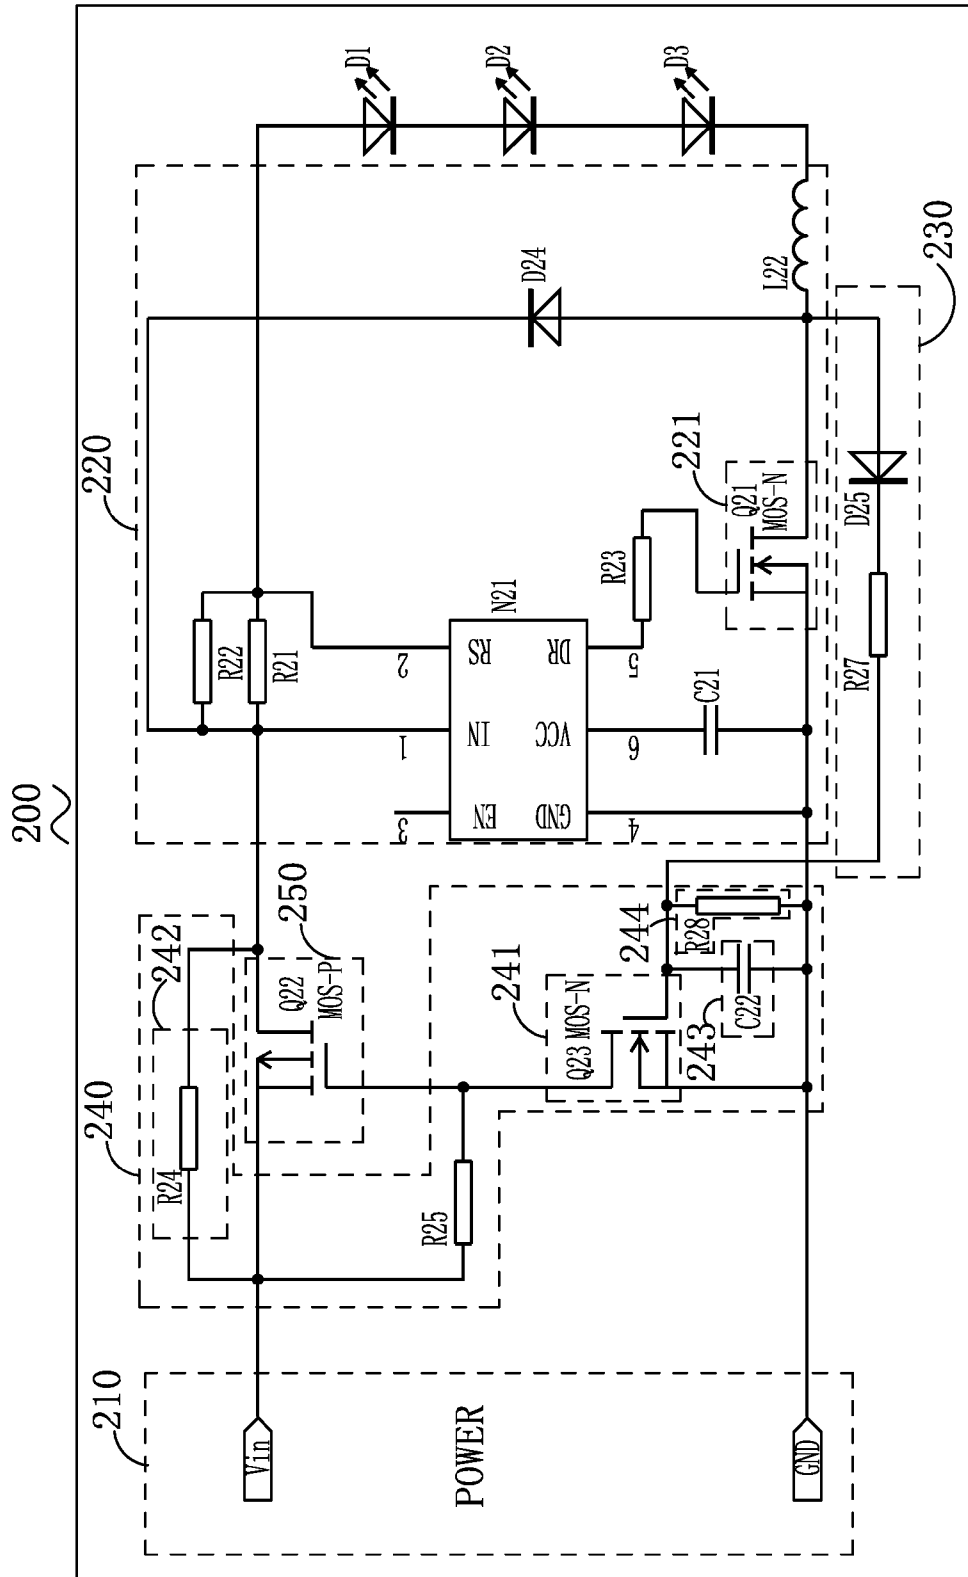 200
210
POWER
Vin
GND
240
242
R24
250
Q22
MOS-P
R25
241
Q23 MOS-N
243
C22
244
R28
220
R22
R21
N21
1
IN
2
RS
3
EN
4
GND
5
DR
6
VCC
C21
R23
221
Q21
MOS-N
D24
L22
230
D25
R27
D1
D2
D3